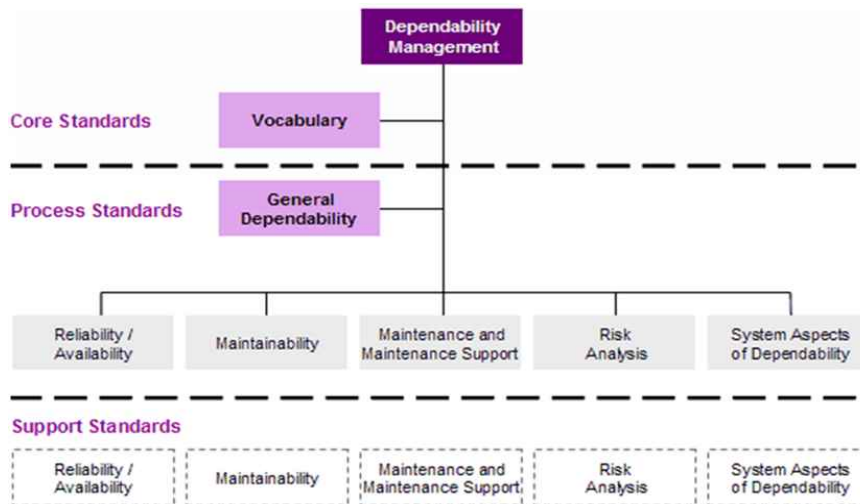 Dependability
Management
Core Standards
Vocabulary
Process Standards
General
Dependability
Reliability /
Availability
Maintainability
Maintenance and
Maintenance Support
Risk
Analysis
System Aspects
of Dependability
Support Standards
Reliability /
Availability
Maintainability
Maintenance and
Maintenance Support
Risk
Analysis
System Aspects
of Dependability